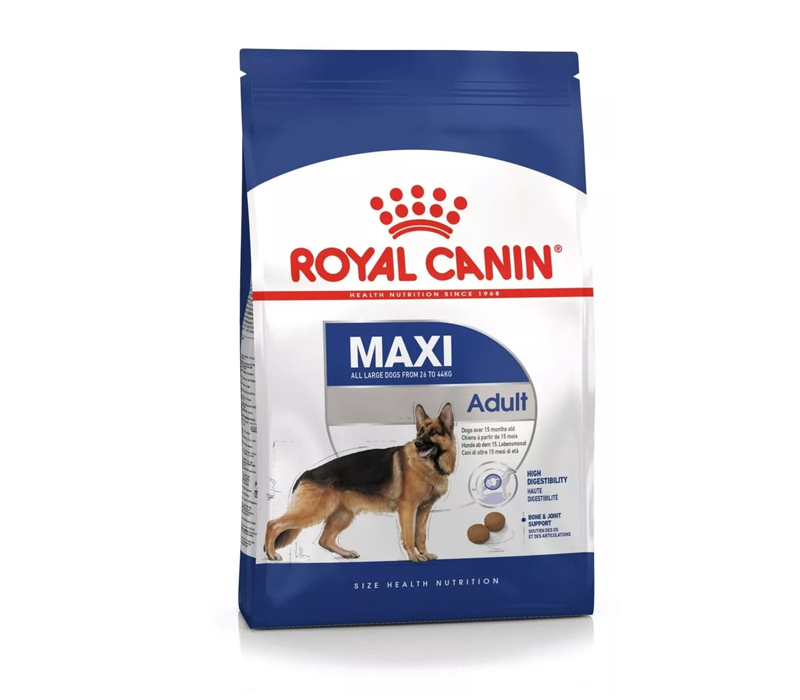 ROYAL CANIN®
HEALTH NUTRITION SINCE 1968
MAXI
ALL LARGE DOGS FROM 26 TO 44KG
Adult
Dogs over 15 months old
Chiens à partir de 15 mois
Hunde ab dem 15. Lebensmonat
Cani di oltre 15 mesi di età
HIGH
DIGESTIBILITY
HAUTE
DIGESTIBILITÉ
BONE & JOINT
SUPPORT
SOUTIEN DES OS
ET DES ARTICULATIONS
SIZE HEALTH NUTRITION